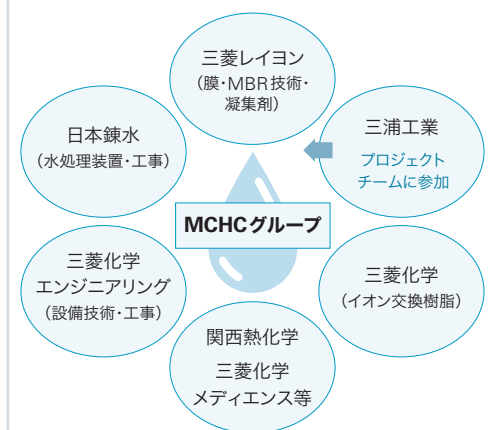 三菱レイヨン
（膜・MBR技術・
凝集剤）
日本錬水
（水処理装置・工事）
三浦工業
プロジェクト
チームに参加
MCHCグループ
三菱化学
エンジニアリング
（設備技術・工事）
三菱化学
（イオン交換樹脂）
関西熱化学
三菱化学
メディエンス等